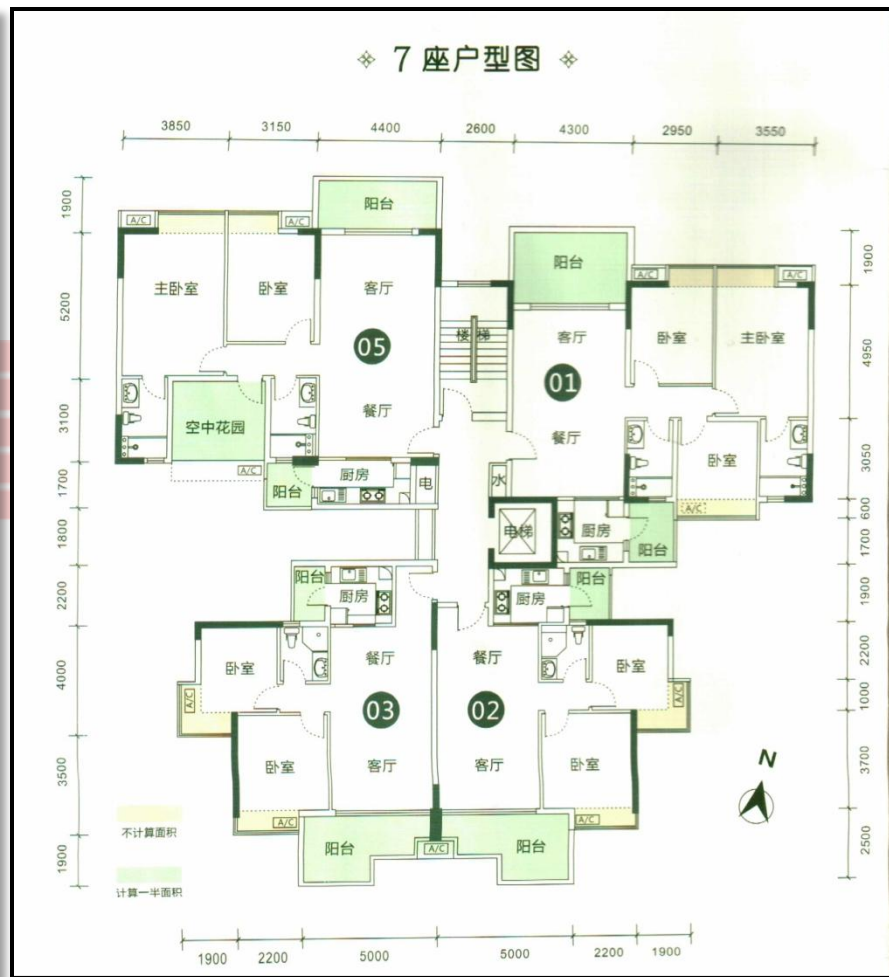 7座户型图
3850 3150 4400 2600 4300 2950 3550
1900
5200
3100
1700
1800
2200
4000
3500
1900
1900
4950
3050
600
1700
1900
2200
1000
3700
2500
阳台
A/C A/C
主卧室 卧室 客厅
05
餐厅
空中花园
A/C
阳台 厨房 电
楼梯
阳台
A/C A/C
客厅 卧室 主卧室
01
餐厅 卧室
水
A/C
电梯 厨房 阳台
阳台 厨房
厨房 阳台
卧室 餐厅
A/C
03
卧室 客厅
A/C
阳台
餐厅 卧室
A/C
02
客厅 卧室
A/C
阳台
A/C
N
不计算面积
计算一半面积
1900 2200 5000 5000 2200 1900